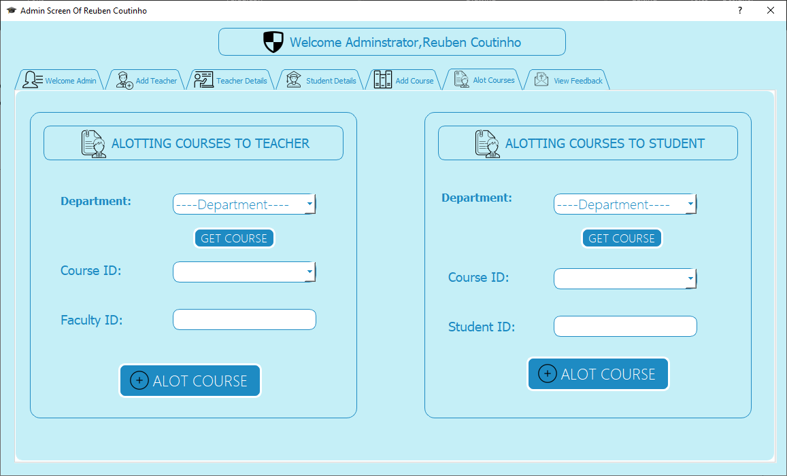 Admin Screen Of Reuben Coutinho
Welcome Adminstrator,Reuben Coutinho
Welcome Admin
Add Teacher
Teacher Details
Student Details
Add Course
Alot Courses
View Feedback
ALOTTING COURSES TO TEACHER
Department:
----Department----
GET COURSE
Course ID:
Faculty ID:
ALOT COURSE
ALOTTING COURSES TO STUDENT
Department:
----Department----
GET COURSE
Course ID:
Student ID:
ALOT COURSE